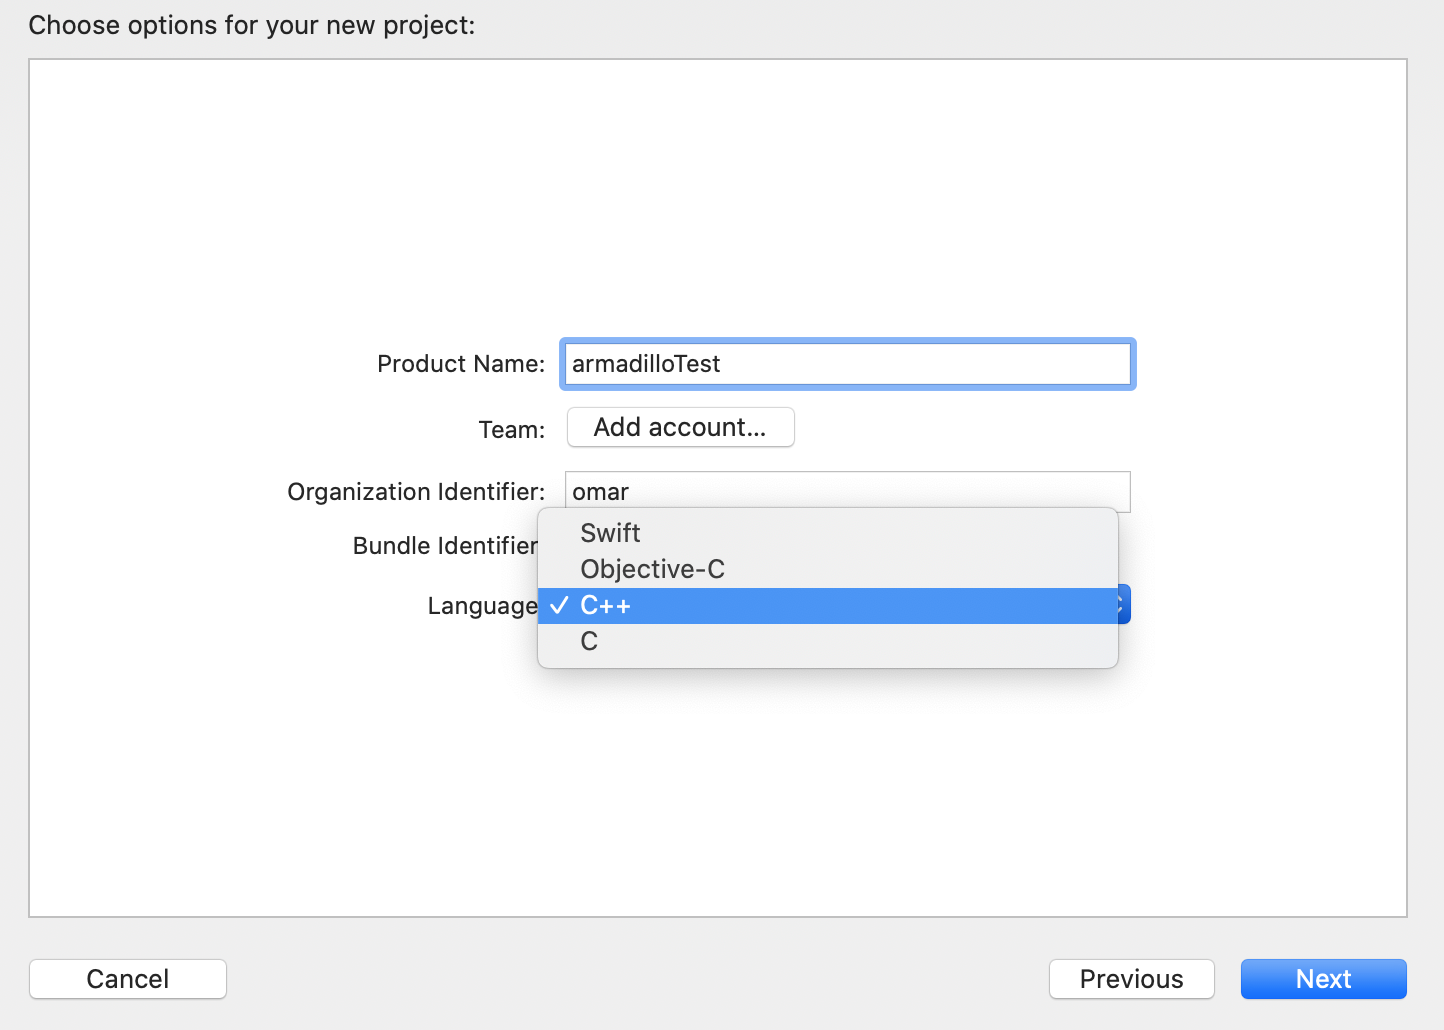 Choose options for your new project:
Product Name: armadilloTest
Team: Add account...
Organization Identifier: omar
Bundle Identifier
Swift
Objective-C
Language ✓ C++
C
Cancel Previous Next